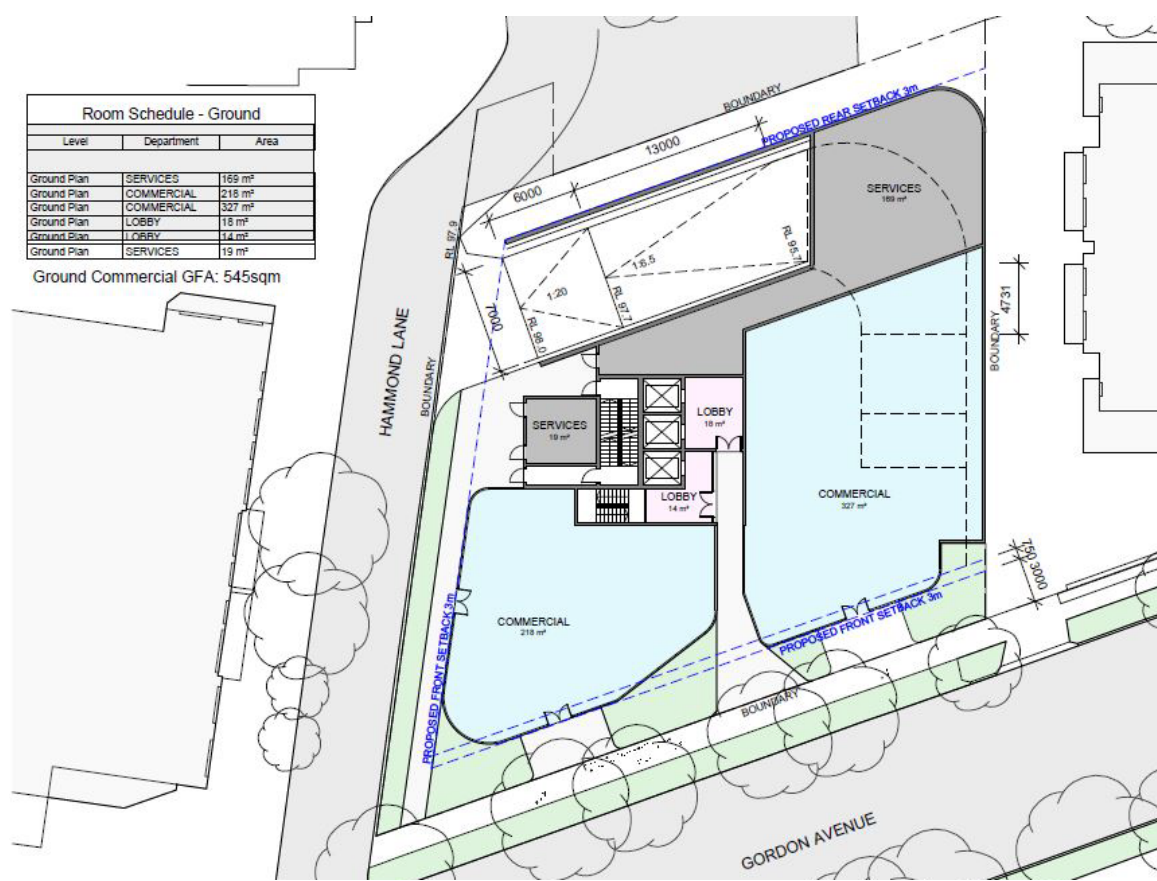 Room Schedule - Ground
Level Department Area
Ground Plan SERVICES 169 m²
Ground Plan COMMERCIAL 218 m²
Ground Plan COMMERCIAL 327 m²
Ground Plan LOBBY 18 m²
Ground Plan LOBBY 14 m²
Ground Plan SERVICES 19 m²
Ground Commercial GFA: 545sqm
BOUNDARY
PROPOSED REAR SETBACK 3m
13000
6000
SERVICES
169 m²
RL 97.9
1:6.5
RL 95.7
1:20
7000
RL 97.7
RL 98.0
4731
BOUNDARY
HAMMOND LANE
BOUNDARY
LOBBY
18 m²
SERVICES
19 m²
LOBBY
14 m²
COMMERCIAL
327 m²
750
3000
COMMERCIAL
218 m²
PROPOSED FRONT SETBACK 3m
PROPOSED FRONT SETBACK 3m
BOUNDARY
GORDON AVENUE